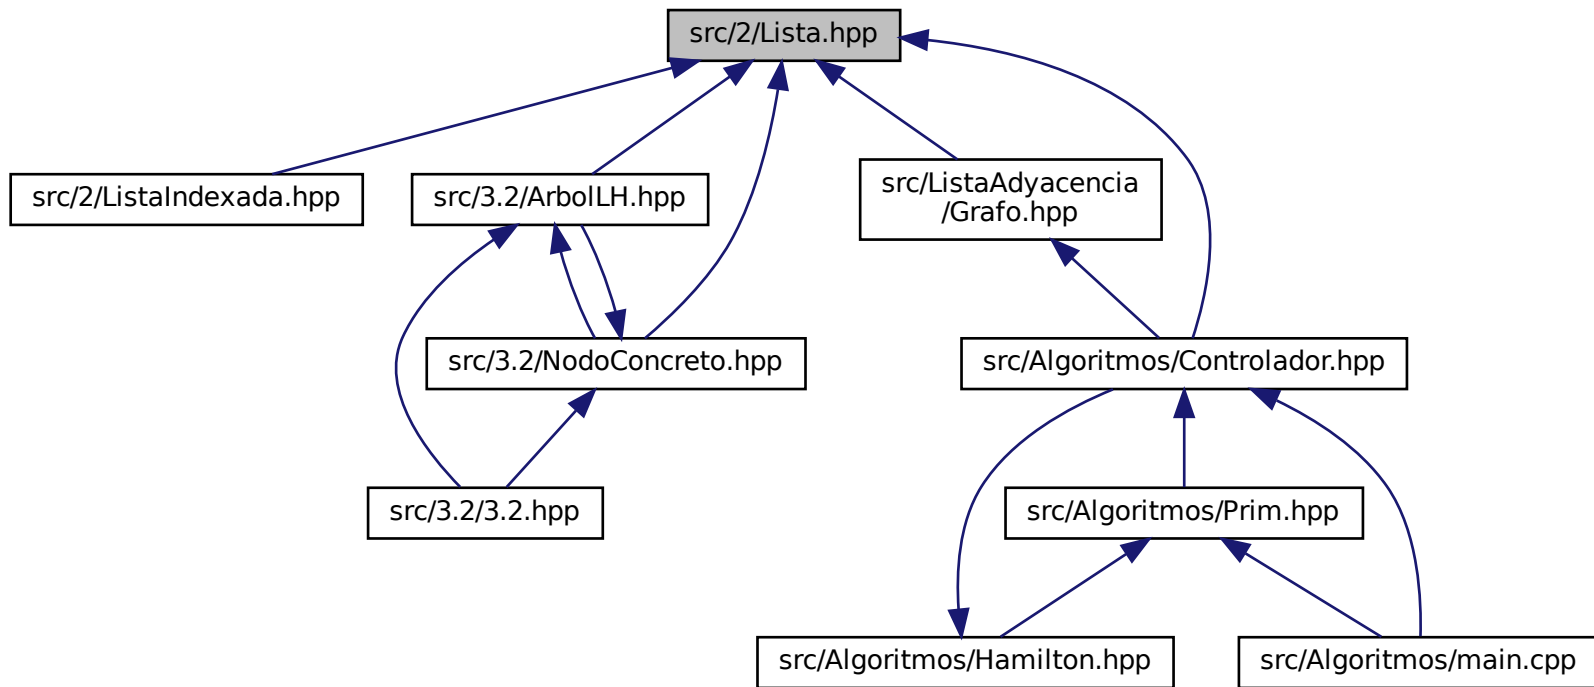 src/2/Lista.hpp
src/2/ListaIndexada.hpp
src/3.2/ArbolLH.hpp
src/ListaAdyacencia
/Grafo.hpp
src/3.2/NodoConcreto.hpp
src/Algoritmos/Controlador.hpp
src/3.2/3.2.hpp
src/Algoritmos/Prim.hpp
src/Algoritmos/Hamilton.hpp
src/Algoritmos/main.cpp